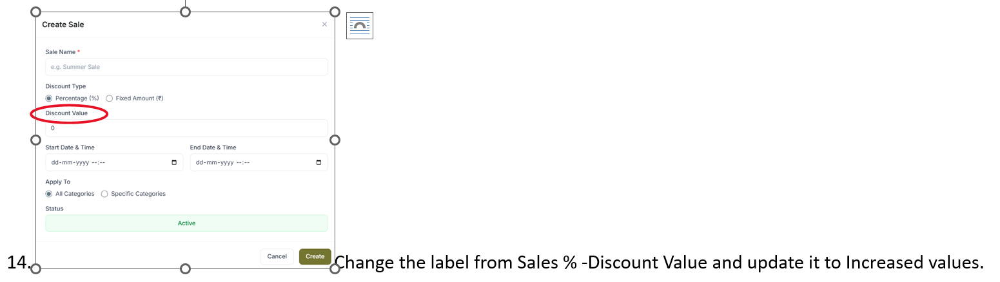 Create Sale ×
Sale Name *
e.g. Summer Sale
Discount Type
Percentage (%) Fixed Amount (₹)
Discount Value
0
Start Date & Time End Date & Time
dd-mm-yyyy --:-- dd-mm-yyyy --:--
Apply To
All Categories Specific Categories
Status
Active
Cancel Create
14. Change the label from Sales % -Discount Value and update it to Increased values.